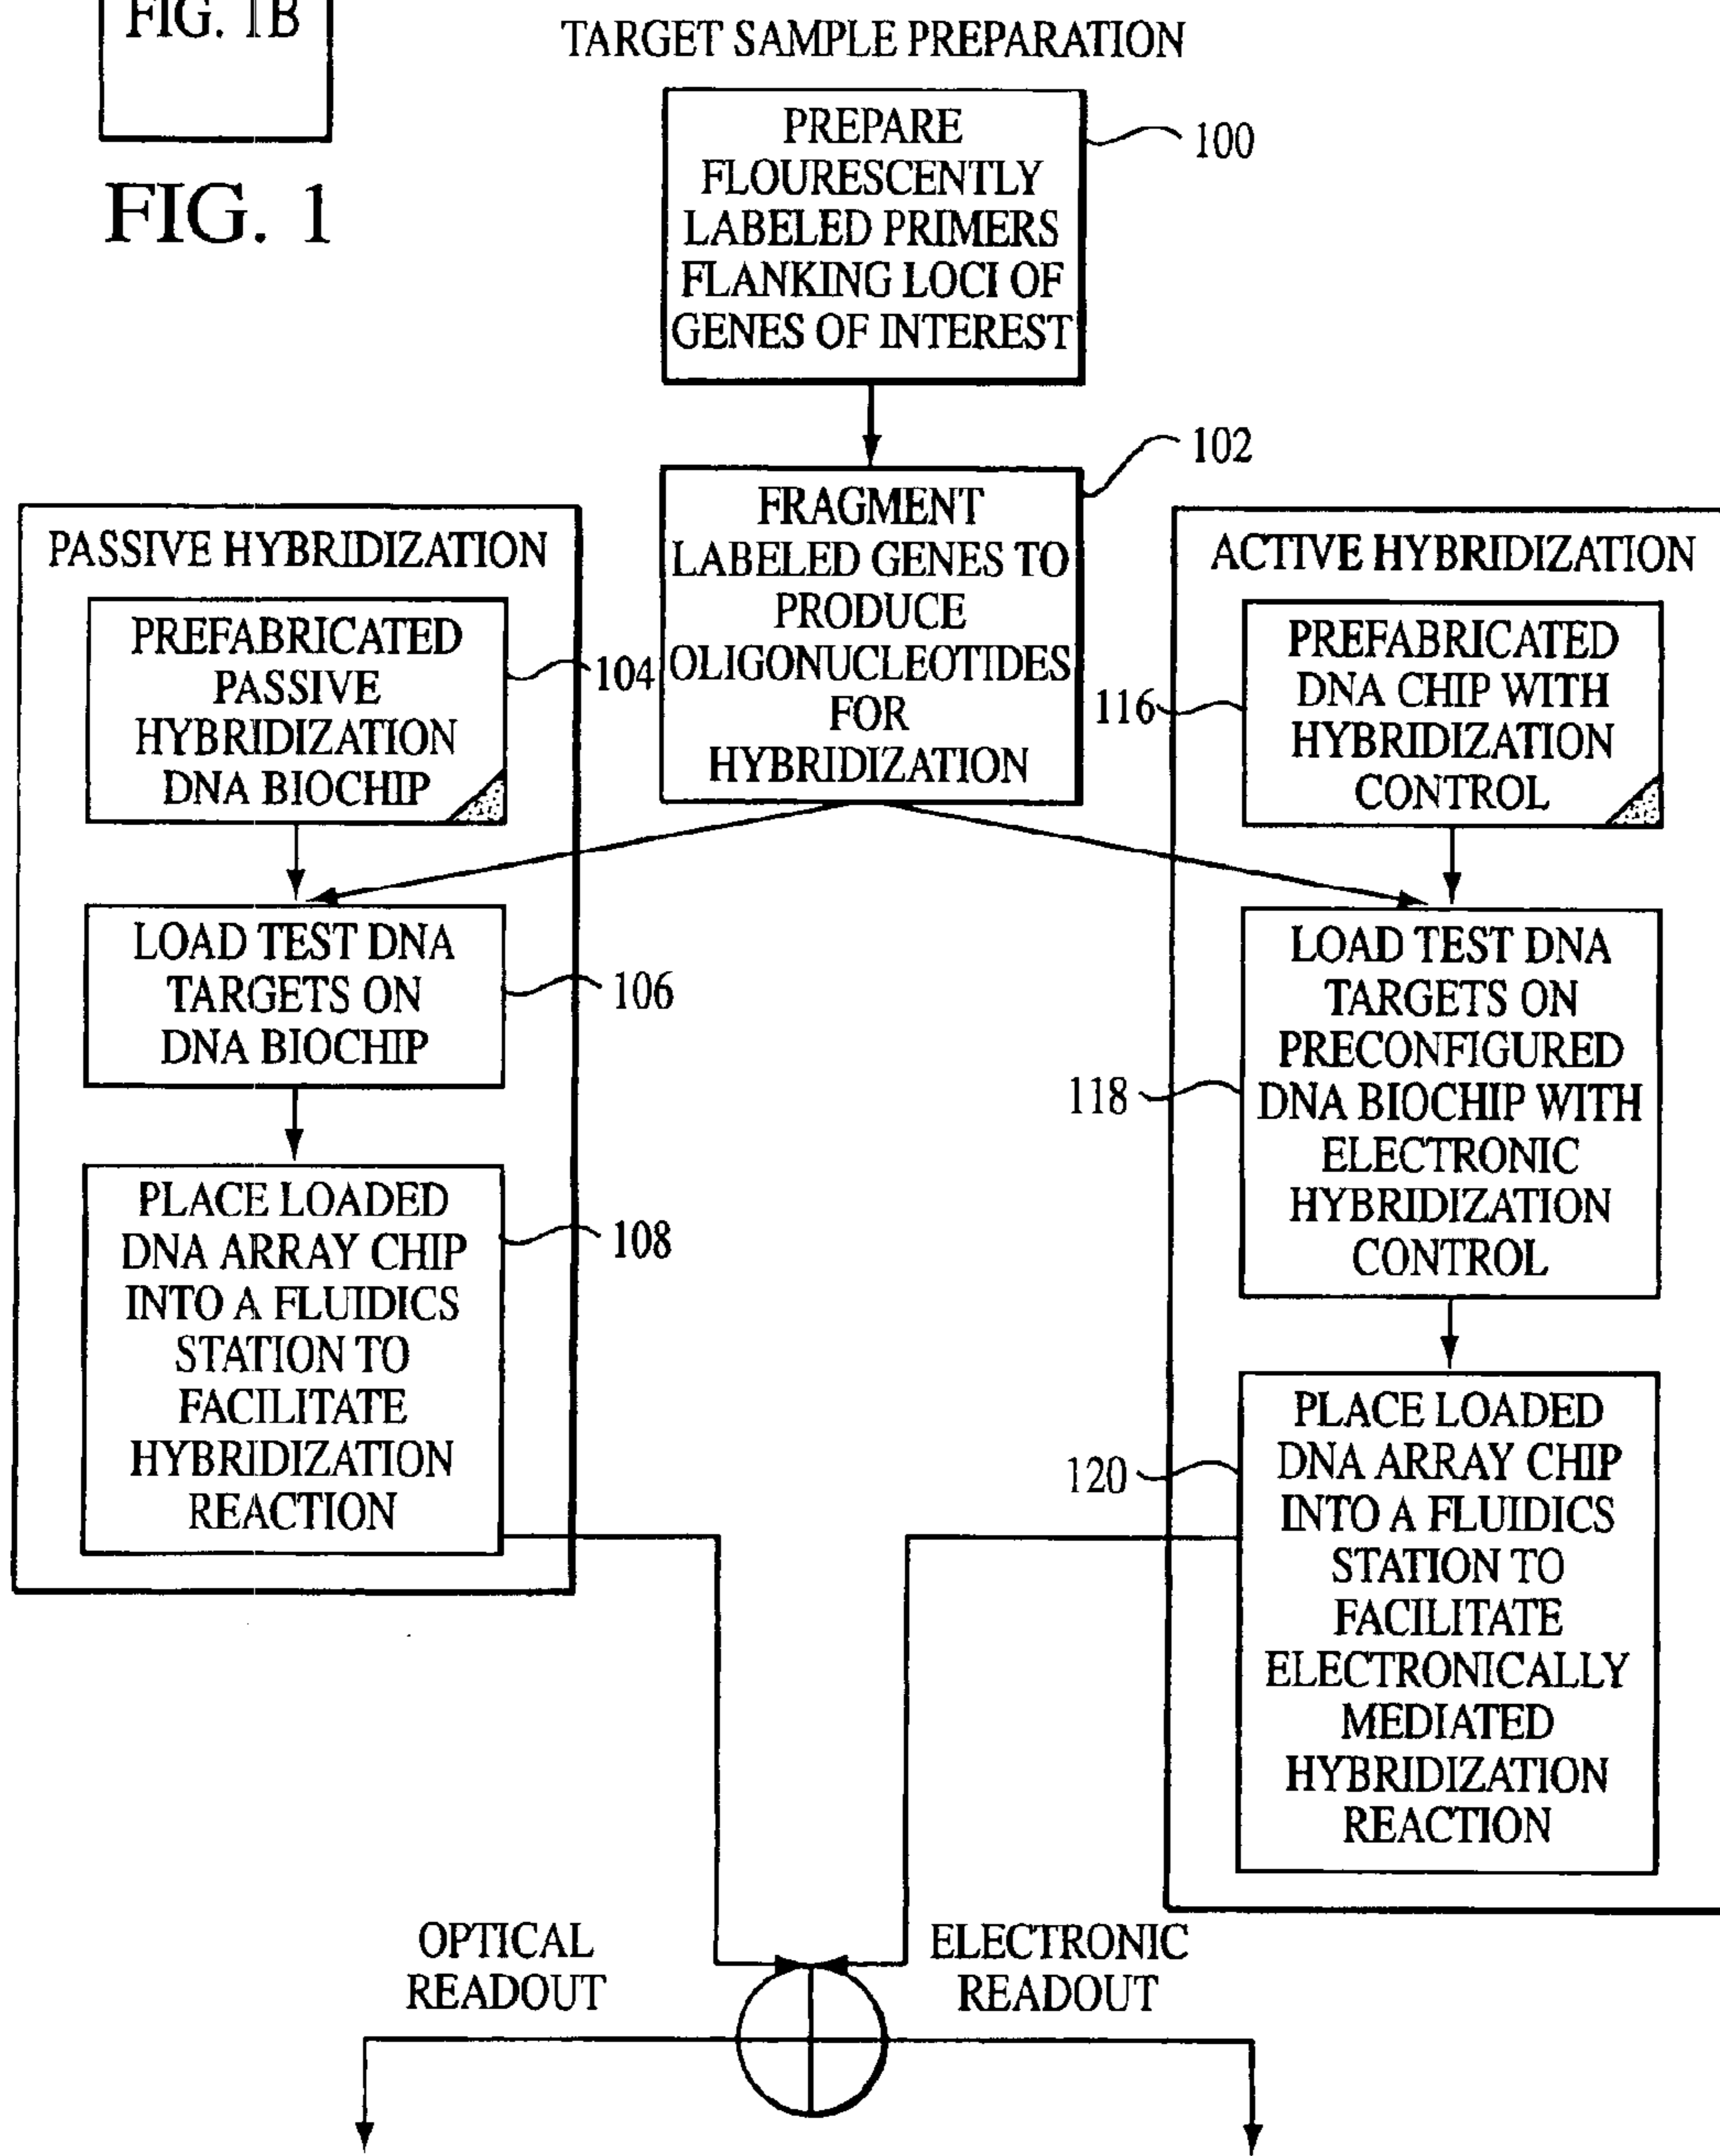 FIG. 1B
FIG. 1
TARGET SAMPLE PREPARATION
PREPARE
FLOURESCENTLY
LABELED PRIMERS
FLANKING LOCI OF
GENES OF INTEREST
100
FRAGMENT
LABELED GENES TO
PRODUCE
OLIGONUCLEOTIDES
FOR
HYBRIDIZATION
102
PASSIVE HYBRIDIZATION
PREFABRICATED
PASSIVE
HYBRIDIZATION
DNA BIOCHIP
104
LOAD TEST DNA
TARGETS ON
DNA BIOCHIP
106
PLACE LOADED
DNA ARRAY CHIP
INTO A FLUIDICS
STATION TO
FACILITATE
HYBRIDIZATION
REACTION
108
ACTIVE HYBRIDIZATION
PREFABRICATED
DNA CHIP WITH
HYBRIDIZATION
CONTROL
116
LOAD TEST DNA
TARGETS ON
PRECONFIGURED
DNA BIOCHIP WITH
ELECTRONIC
HYBRIDIZATION
CONTROL
118
PLACE LOADED
DNA ARRAY CHIP
INTO A FLUIDICS
STATION TO
FACILITATE
ELECTRONICALLY
MEDIATED
HYBRIDIZATION
REACTION
120
OPTICAL
READOUT
ELECTRONIC
READOUT